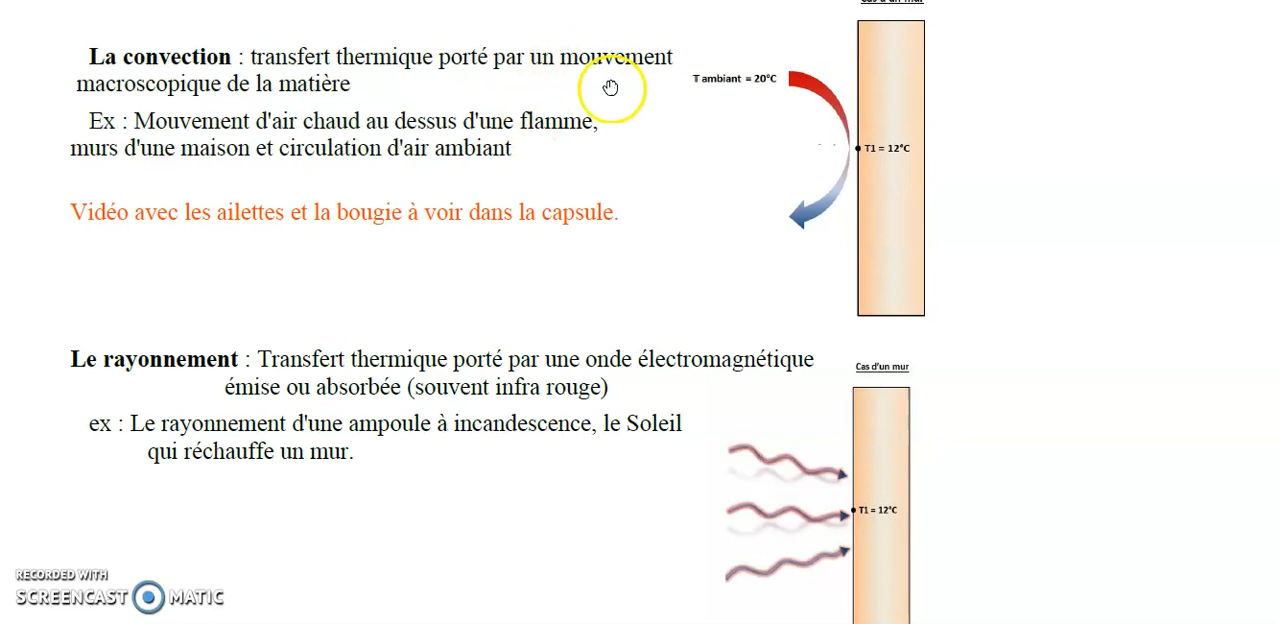 Cas d'un mur
La convection : transfert thermique porté par un mouvement
macroscopique de la matière
T ambiant = 20°C
Ex : Mouvement d'air chaud au dessus d'une flamme,
murs d'une maison et circulation d'air ambiant
T1 = 12°C
Vidéo avec les ailettes et la bougie à voir dans la capsule.
Le rayonnement : Transfert thermique porté par une onde électromagnétique
émise ou absorbée (souvent infra rouge)
Cas d'un mur
ex : Le rayonnement d'une ampoule à incandescence, le Soleil
qui réchauffe un mur.
T1 = 12°C
RECORDED WITH
SCREENCAST MATIC